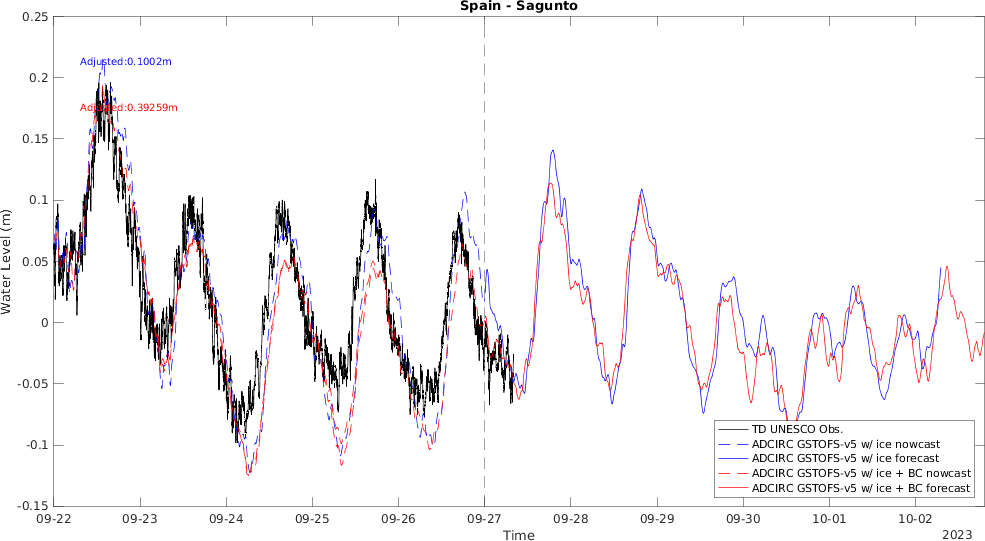 Spain - Sagunto
0.25
0.2
0.15
0.1
0.05
0
-0.05
-0.1
-0.15
Water Level (m)
Adjusted:0.1002m
Adjusted:0.39259m
TD UNESCO Obs.
ADCIRC GSTOFS-v5 w/ ice nowcast
ADCIRC GSTOFS-v5 w/ ice forecast
ADCIRC GSTOFS-v5 w/ ice + BC nowcast
ADCIRC GSTOFS-v5 w/ ice + BC forecast
09-22 09-23 09-24 09-25 09-26 09-27 09-28 09-29 09-30 10-01 10-02
Time
2023